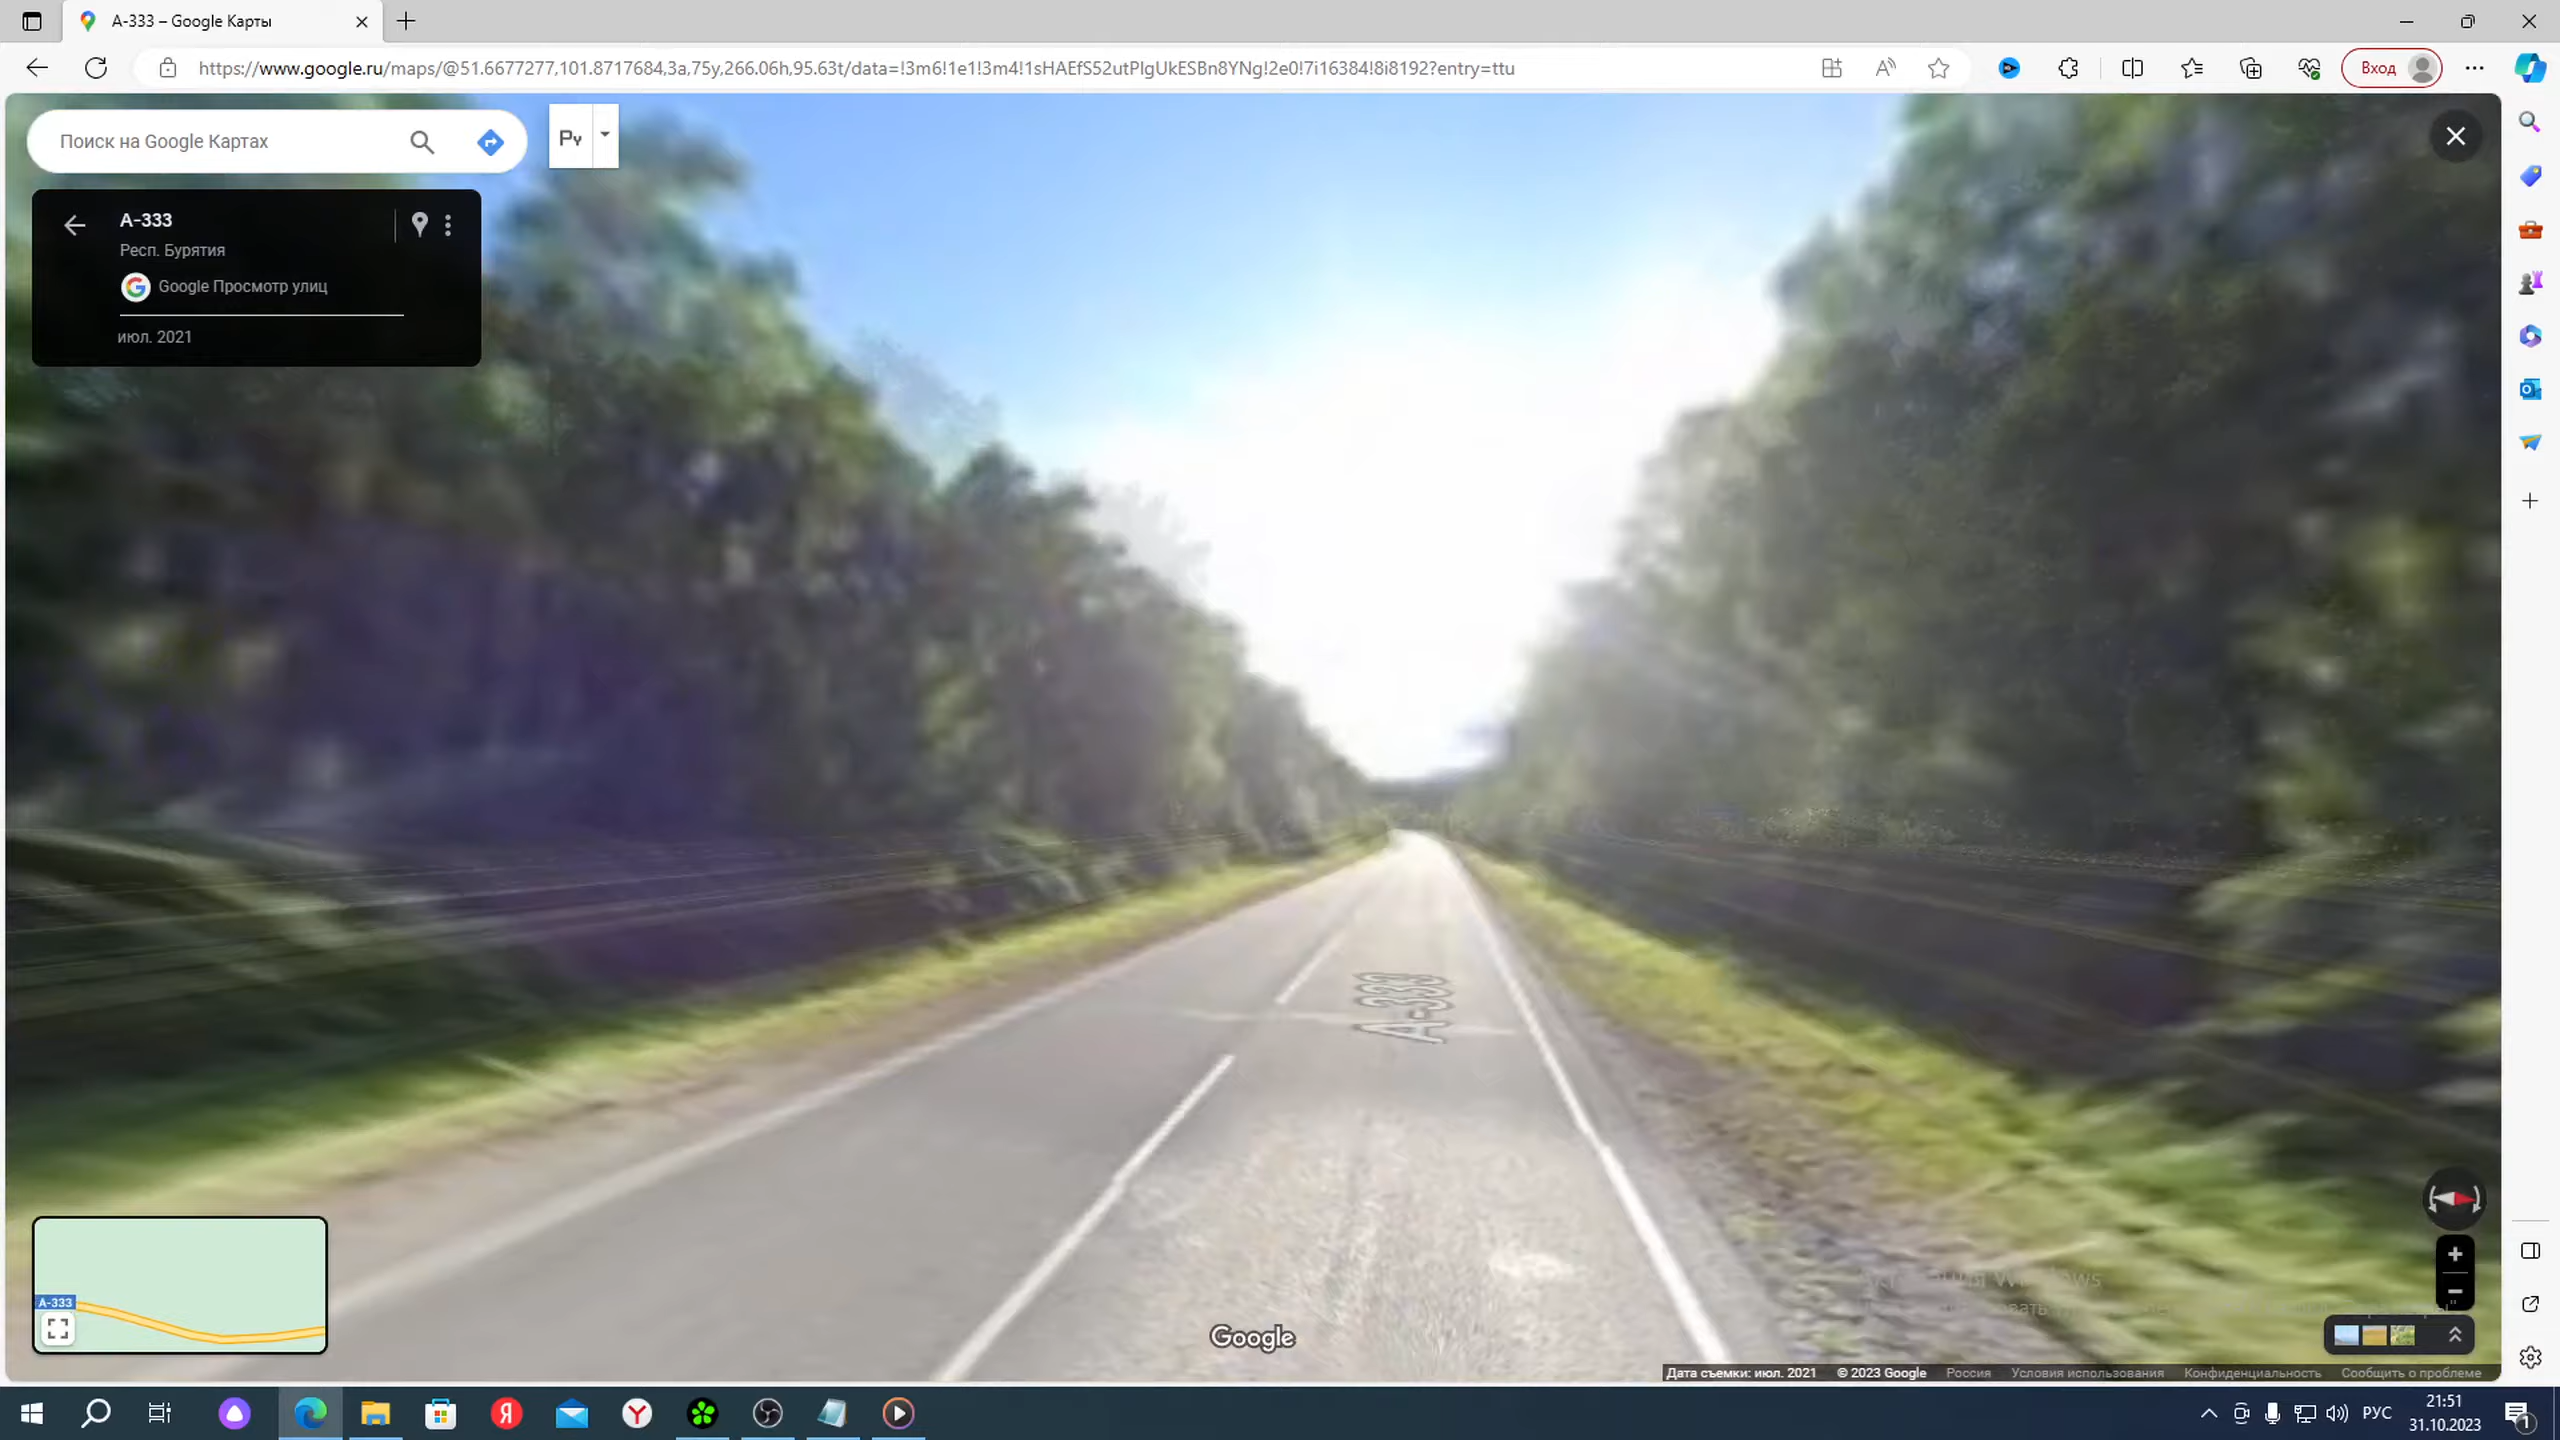 A-333 – Google Карты
https://www.google.ru/maps/@51.6677277,101.8717684,3a,75y,266.06h,95.63t/data=!3m6!1e1!3m4!1sHAEfS52utPIgUkESBn8YNg!2e0!7i16384!8i8192?entry=ttu
Вход
Поиск на Google Картах
Ру
A-333
Респ. Бурятия
Google Просмотр улиц
июл. 2021
A-333
A-333
Google
Дата съемки: июл. 2021 © 2023 Google Россия Условия использования Конфиденциальность Сообщить о проблеме
РУС
21:51
31.10.2023
1